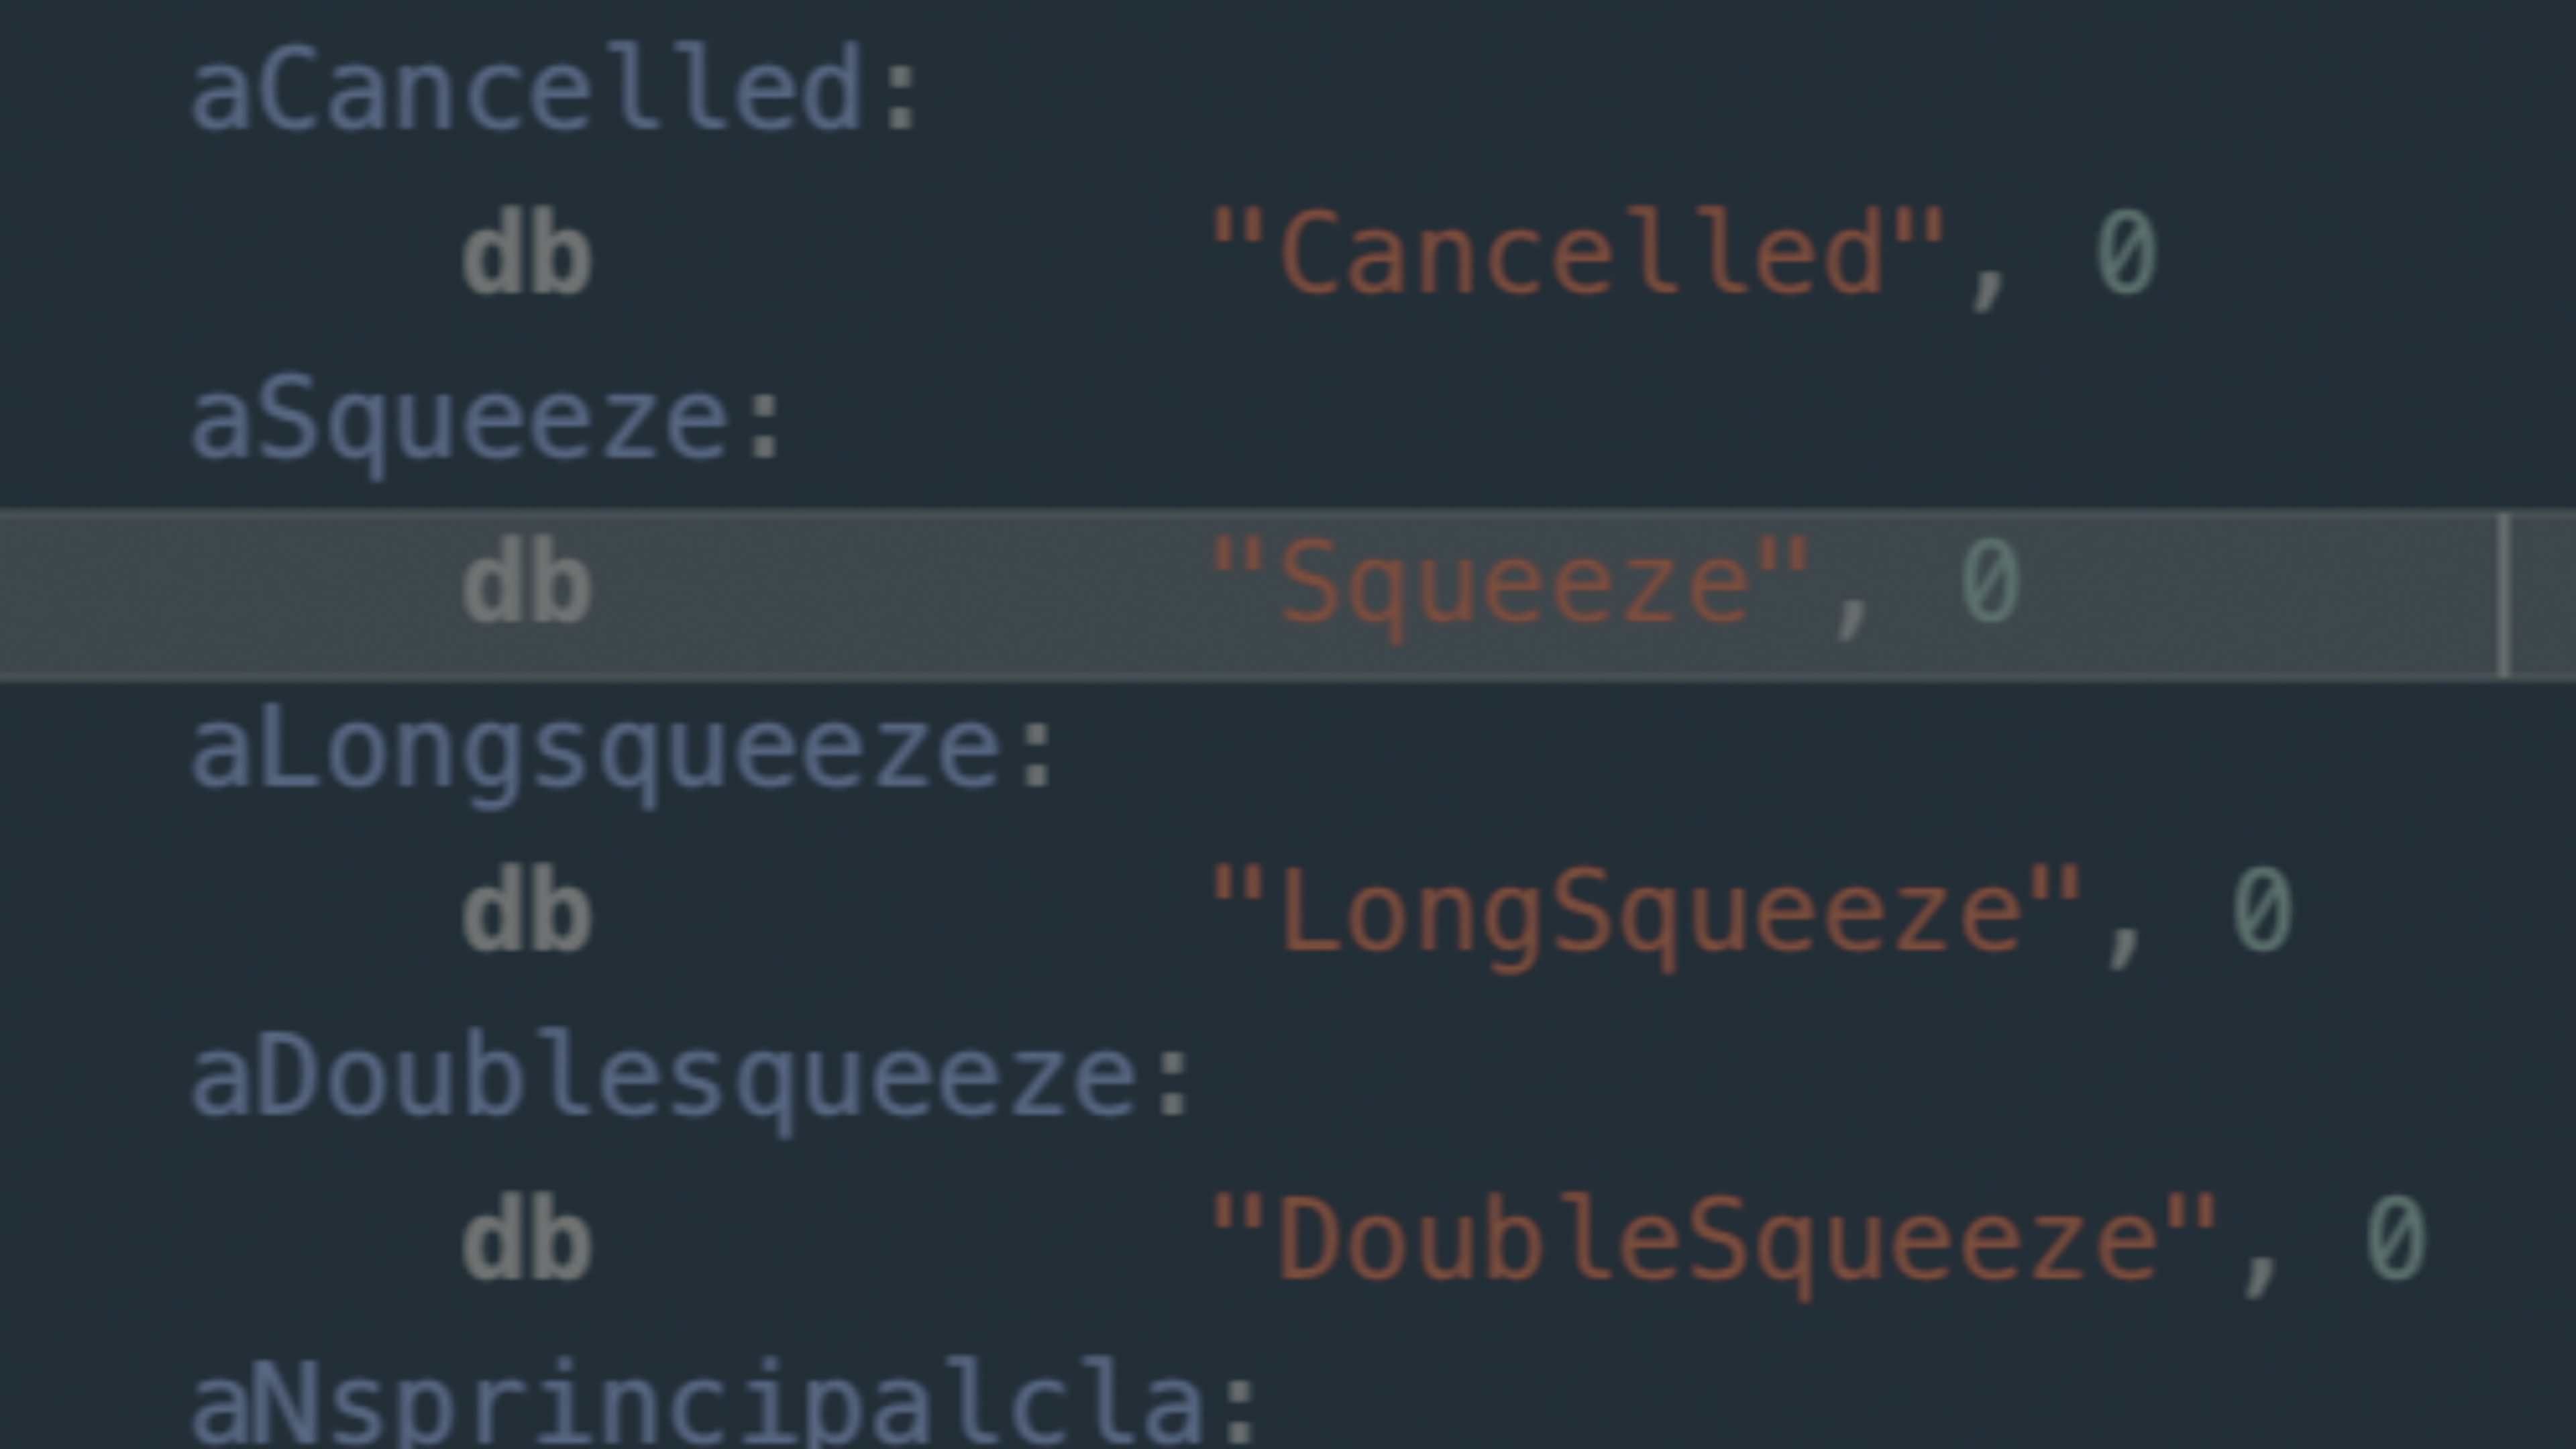 aCancelled:
db "Cancelled", 0
aSqueeze:
db "Squeeze", 0
aLongsqueeze:
db "LongSqueeze", 0
aDoublesqueeze:
db "DoubleSqueeze", 0
aNsprincipalcla: